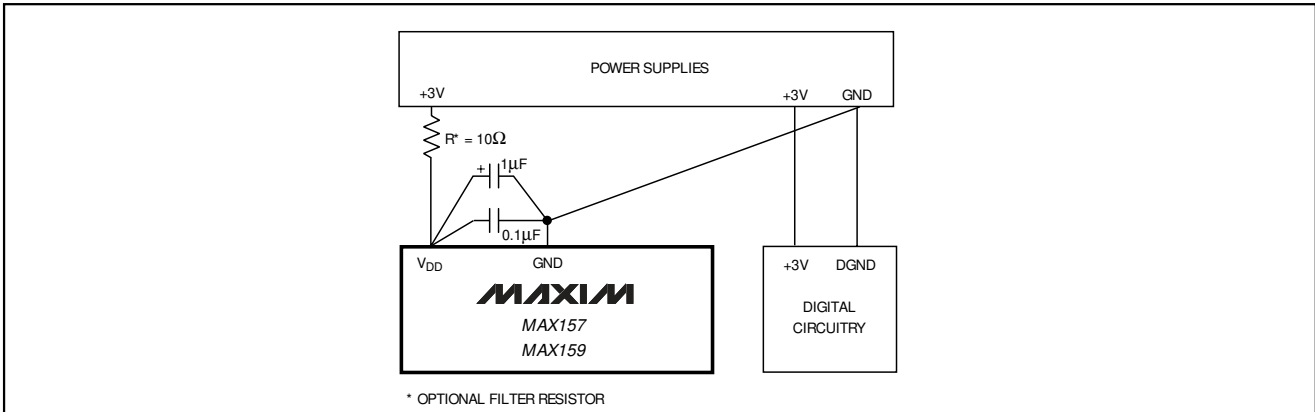 POWER SUPPLIES
+3V +3V GND
R* = 10Ω
+ 1µF
0.1µF
VDD GND
+3V DGND
MAXIM
MAX157
MAX159
DIGITAL
CIRCUITRY
* OPTIONAL FILTER RESISTOR